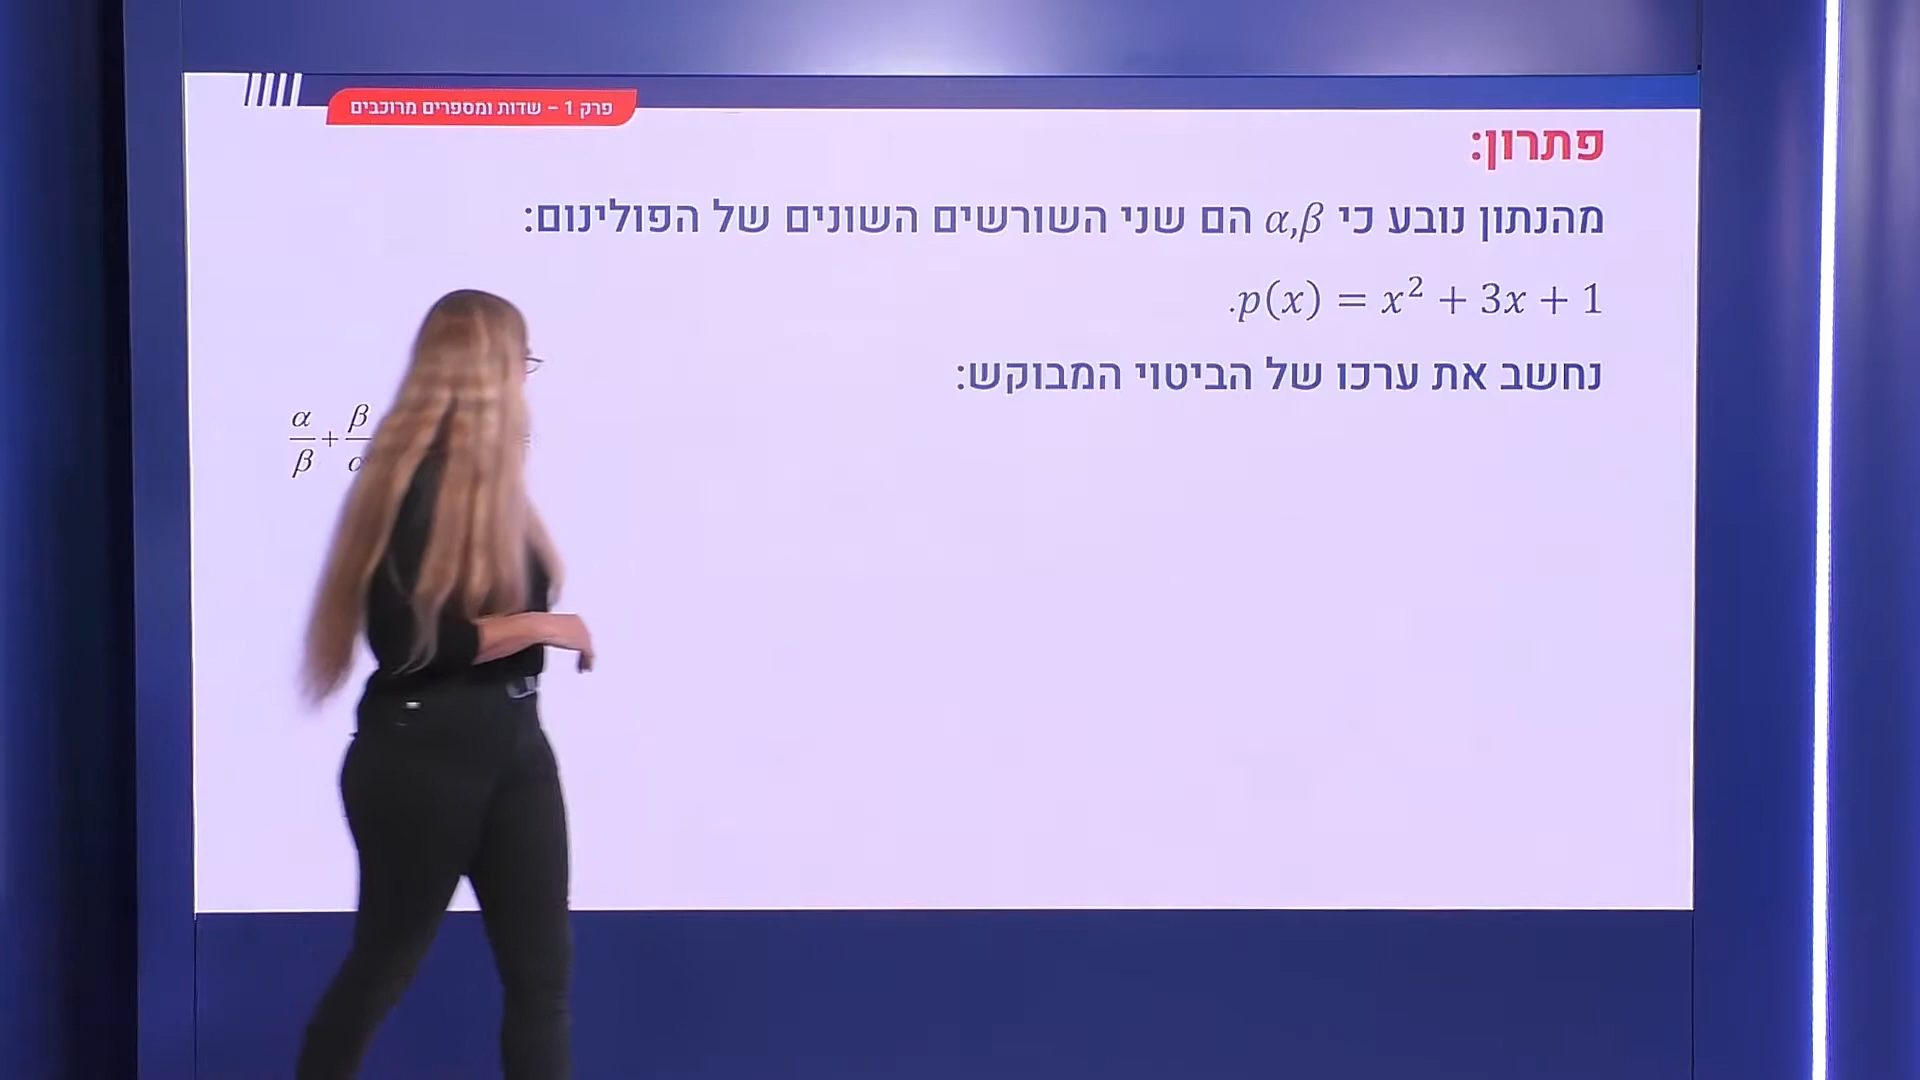 פרק 1 – שדות ומספרים מרוכבים
פתרון:
מהנתון נובע כי α,β הם שני השורשים השונים של הפולינום:
p(x) = x² + 3x + 1.
נחשב את ערכו של הביטוי המבוקש:
α/β + β/α =